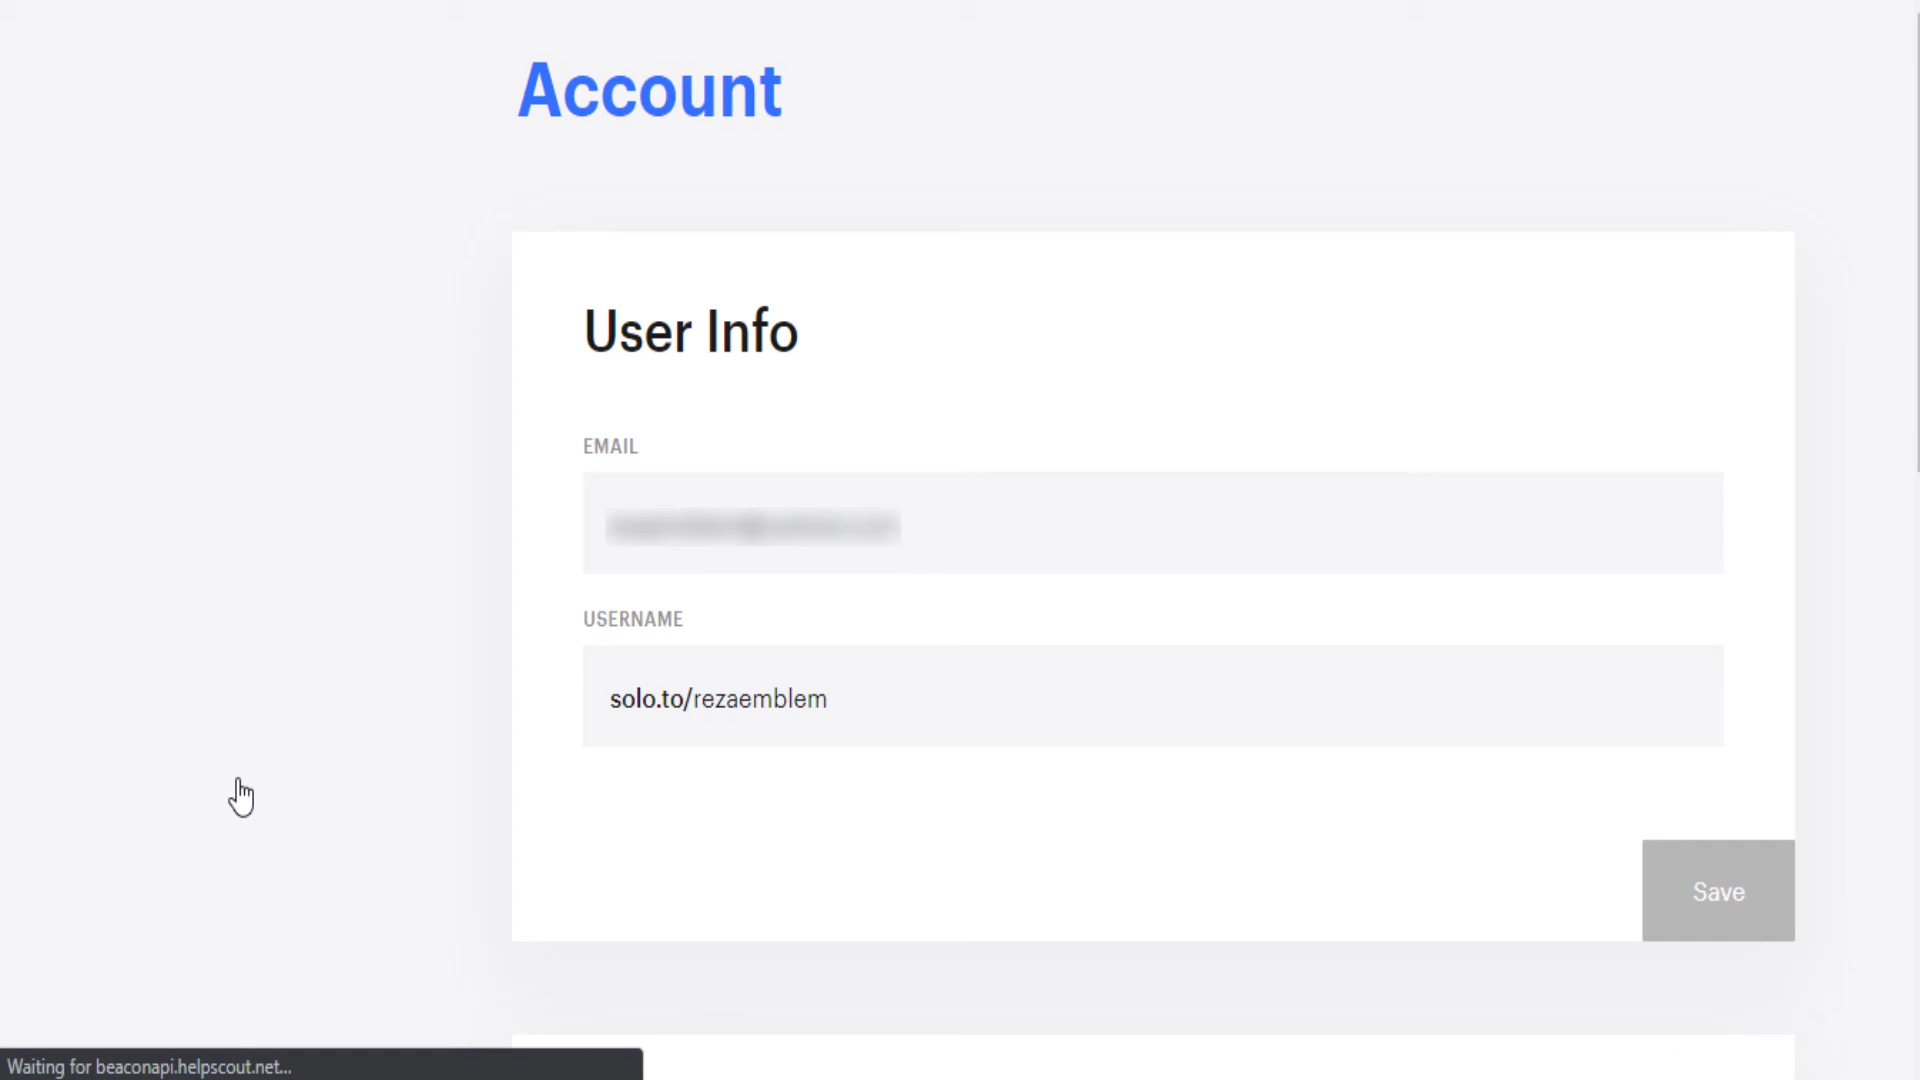 Account
User Info
EMAIL
USERNAME
solo.to/rezaemblem
Save
Waiting for beaconapi.helpscout.net...